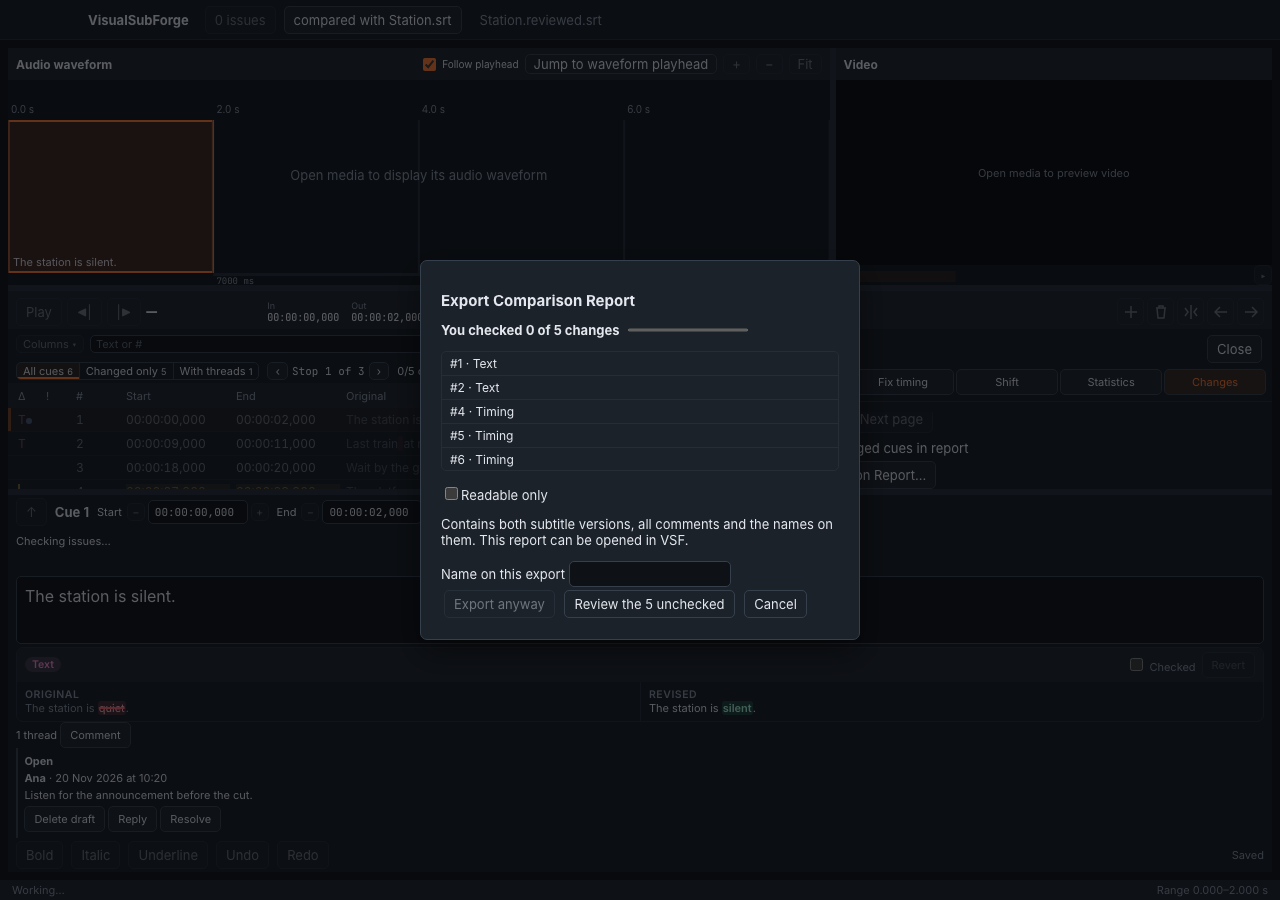 VisualSubForge 0 issues compared with Station.srt Station.reviewed.srt
Audio waveform Follow playhead Jump to waveform playhead + − Fit Video
0.0 s 2.0 s 4.0 s 6.0 s
Open media to display its audio waveform
Open media to preview video
The station is silent.
7000 ms
Play In Out
00:00:00,000 00:00:02,000
Columns Text or # Close
All cues 6 Changed only 5 With threads 1 Stop 1 of 3 0/5
Fix timing Shift Statistics Changes
Δ ! # Start End Original
T 1 00:00:00,000 00:00:02,000 The station is
T 2 00:00:09,000 00:00:11,000 Last train at
3 00:00:18,000 00:00:20,000 Wait by the g
Next page
ged cues in report
on Report...
Export Comparison Report
You checked 0 of 5 changes
#1 · Text
#2 · Text
#4 · Timing
#5 · Timing
#6 · Timing
Readable only
Contains both subtitle versions, all comments and the names on
them. This report can be opened in VSF.
Name on this export
Export anyway Review the 5 unchecked Cancel
Cue 1 Start − 00:00:00,000 + End − 00:00:02,000
Checking issues...
The station is silent.
Text Checked Revert
ORIGINAL REVISED
The station is quiet. The station is silent.
1 thread Comment
Open
Ana · 20 Nov 2026 at 10:20
Listen for the announcement before the cut.
Delete draft Reply Resolve
Bold Italic Underline Undo Redo Saved
Working... Range 0.000–2.000 s